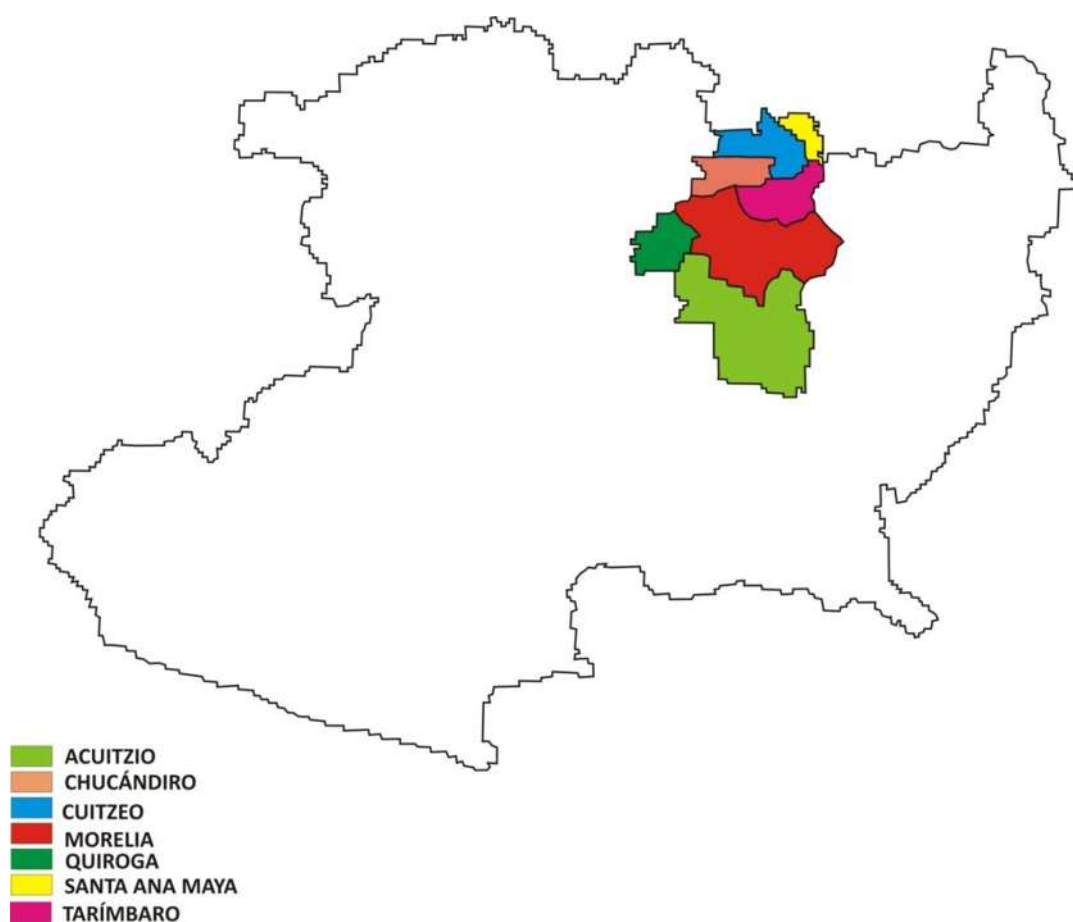 ACUITZIO
CHUCÁNDIRO
CUITZEO
MORELIA
QUIROGA
SANTA ANA MAYA
TARÍMBARO